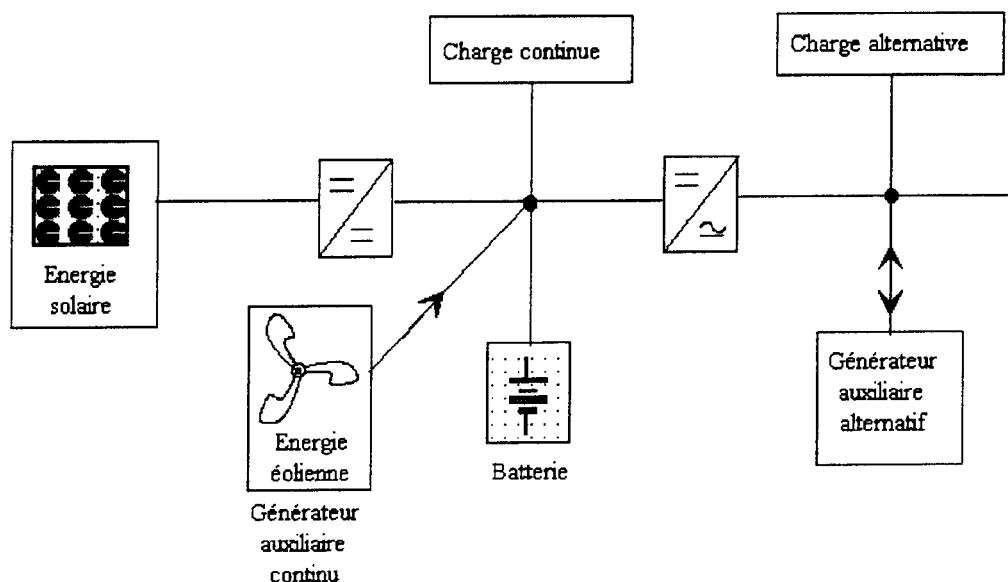 Charge continue
Charge alternative
Energie
solaire
Energie
éolienne
Générateur
auxiliaire
continu
Batterie
Générateur
auxiliaire
alternatif